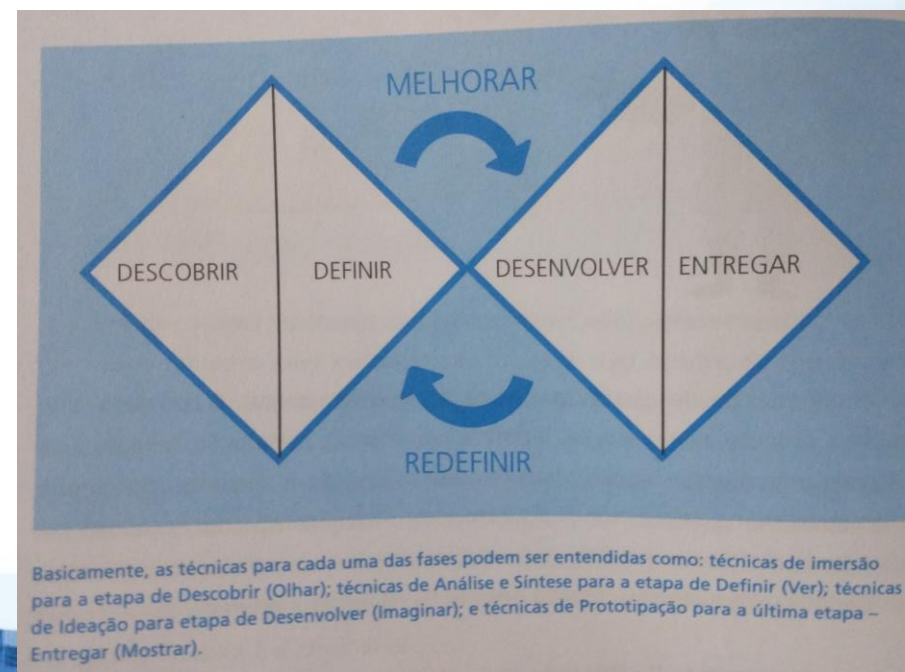 MELHORAR
DESCOBRIR
DEFINIR
DESENVOLVER
ENTREGAR
REDEFINIR
Basicamente, as técnicas para cada uma das fases podem ser entendidas como: técnicas de imersão
para a etapa de Descobrir (Olhar); técnicas de Análise e Síntese para a etapa de Definir (Ver); técnicas
de Ideação para etapa de Desenvolver (Imaginar); e técnicas de Prototipação para a última etapa –
Entregar (Mostrar).